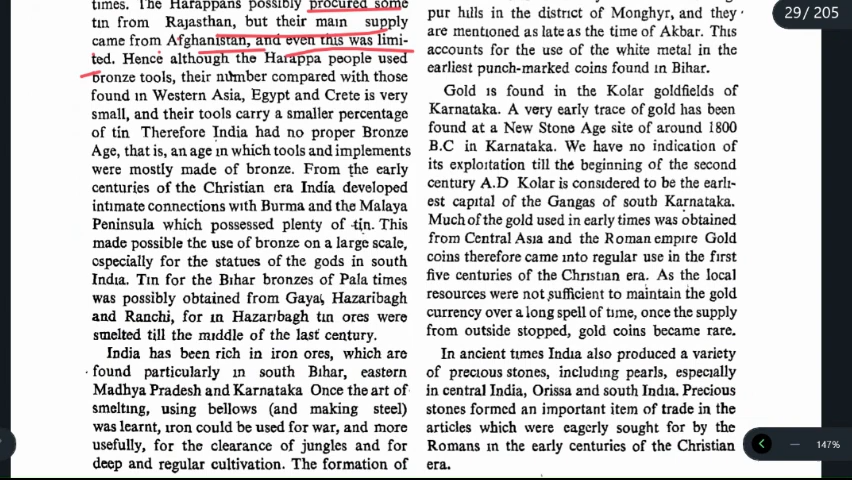 times. The Harappans possibly procured some
tin from Rajasthan, but their main supply
came from Afghanistan, and even this was limi-
ted. Hence although the Harappa people used
bronze tools, their number compared with those
found in Western Asia, Egypt and Crete is very
small, and their tools carry a smaller percentage
of tin Therefore India had no proper Bronze
Age, that is, an age in which tools and implements
were mostly made of bronze. From the early
centuries of the Christian era India developed
intimate connections with Burma and the Malaya
Peninsula which possessed plenty of tin. This
made possible the use of bronze on a large scale,
especially for the statues of the gods in south
India. Tin for the Bihar bronzes of Pala times
was possibly obtained from Gaya, Hazaribagh
and Ranchi, for in Hazaribagh tin ores were
smelted till the middle of the last century.
India has been rich in iron ores, which are
found particularly in south Bihar, eastern
Madhya Pradesh and Karnataka Once the art of
smelting, using bellows (and making steel)
was learnt, iron could be used for war, and more
usefully, for the clearance of jungles and for
deep and regular cultivation. The formation of
pur hills in the district of Monghyr, and they
are mentioned as late as the time of Akbar. This
accounts for the use of the white metal in the
earliest punch-marked coins found in Bihar.
Gold is found in the Kolar goldfields of
Karnataka. A very early trace of gold has been
found at a New Stone Age site of around 1800
B.C in Karnataka. We have no indication of
its exploitation till the beginning of the second
century A.D Kolar is considered to be the earli-
est capital of the Gangas of south Karnataka.
Much of the gold used in early times was obtained
from Central Asia and the Roman empire Gold
coins therefore came into regular use in the first
five centuries of the Christian era. As the local
resources were not sufficient to maintain the gold
currency over a long spell of time, once the supply
from outside stopped, gold coins became rare.
In ancient times India also produced a variety
of precious stones, including pearls, especially
in central India, Orissa and south India. Precious
stones formed an important item of trade in the
articles which were eagerly sought for by the
Romans in the early centuries of the Christian
era.
29 / 205
147%